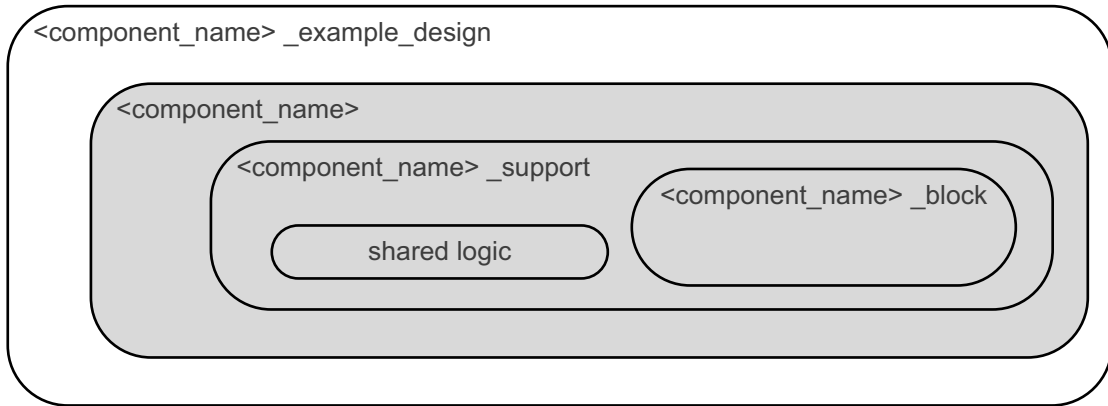 <component_name> _example_design
<component_name>
<component_name> _support
<component_name> _block
shared logic